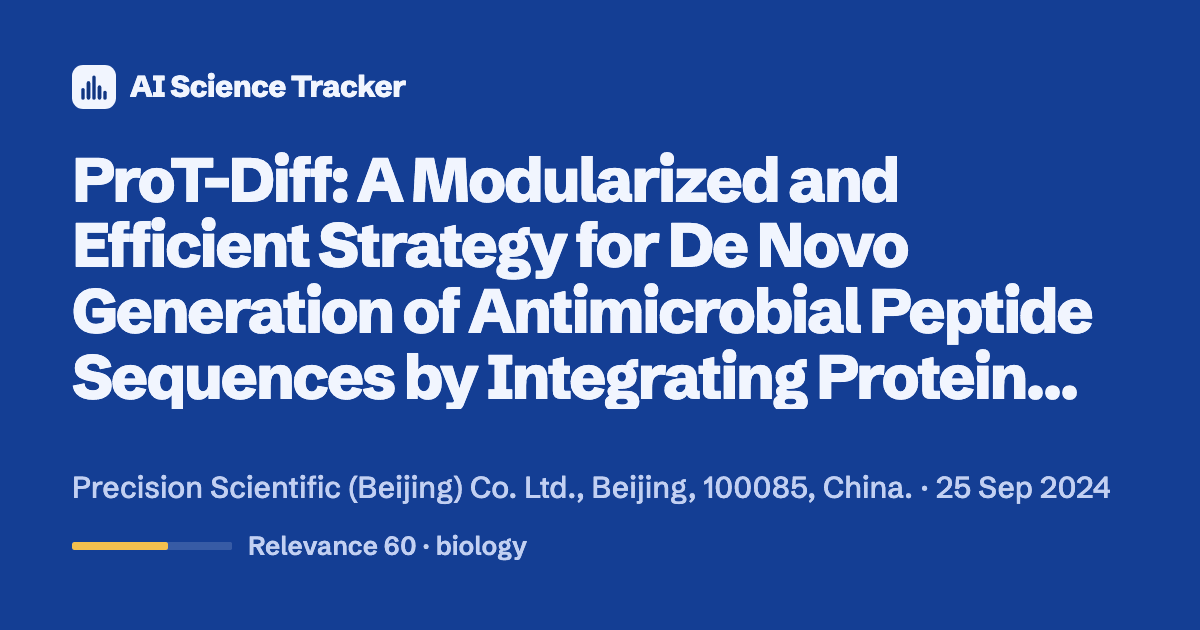 AI Science Tracker
ProT-Diff: A Modularized and
Efficient Strategy for De Novo
Generation of Antimicrobial Peptide
Sequences by Integrating Protein...
Precision Scientific (Beijing) Co. Ltd., Beijing, 100085, China. · 25 Sep 2024
Relevance 60 · biology